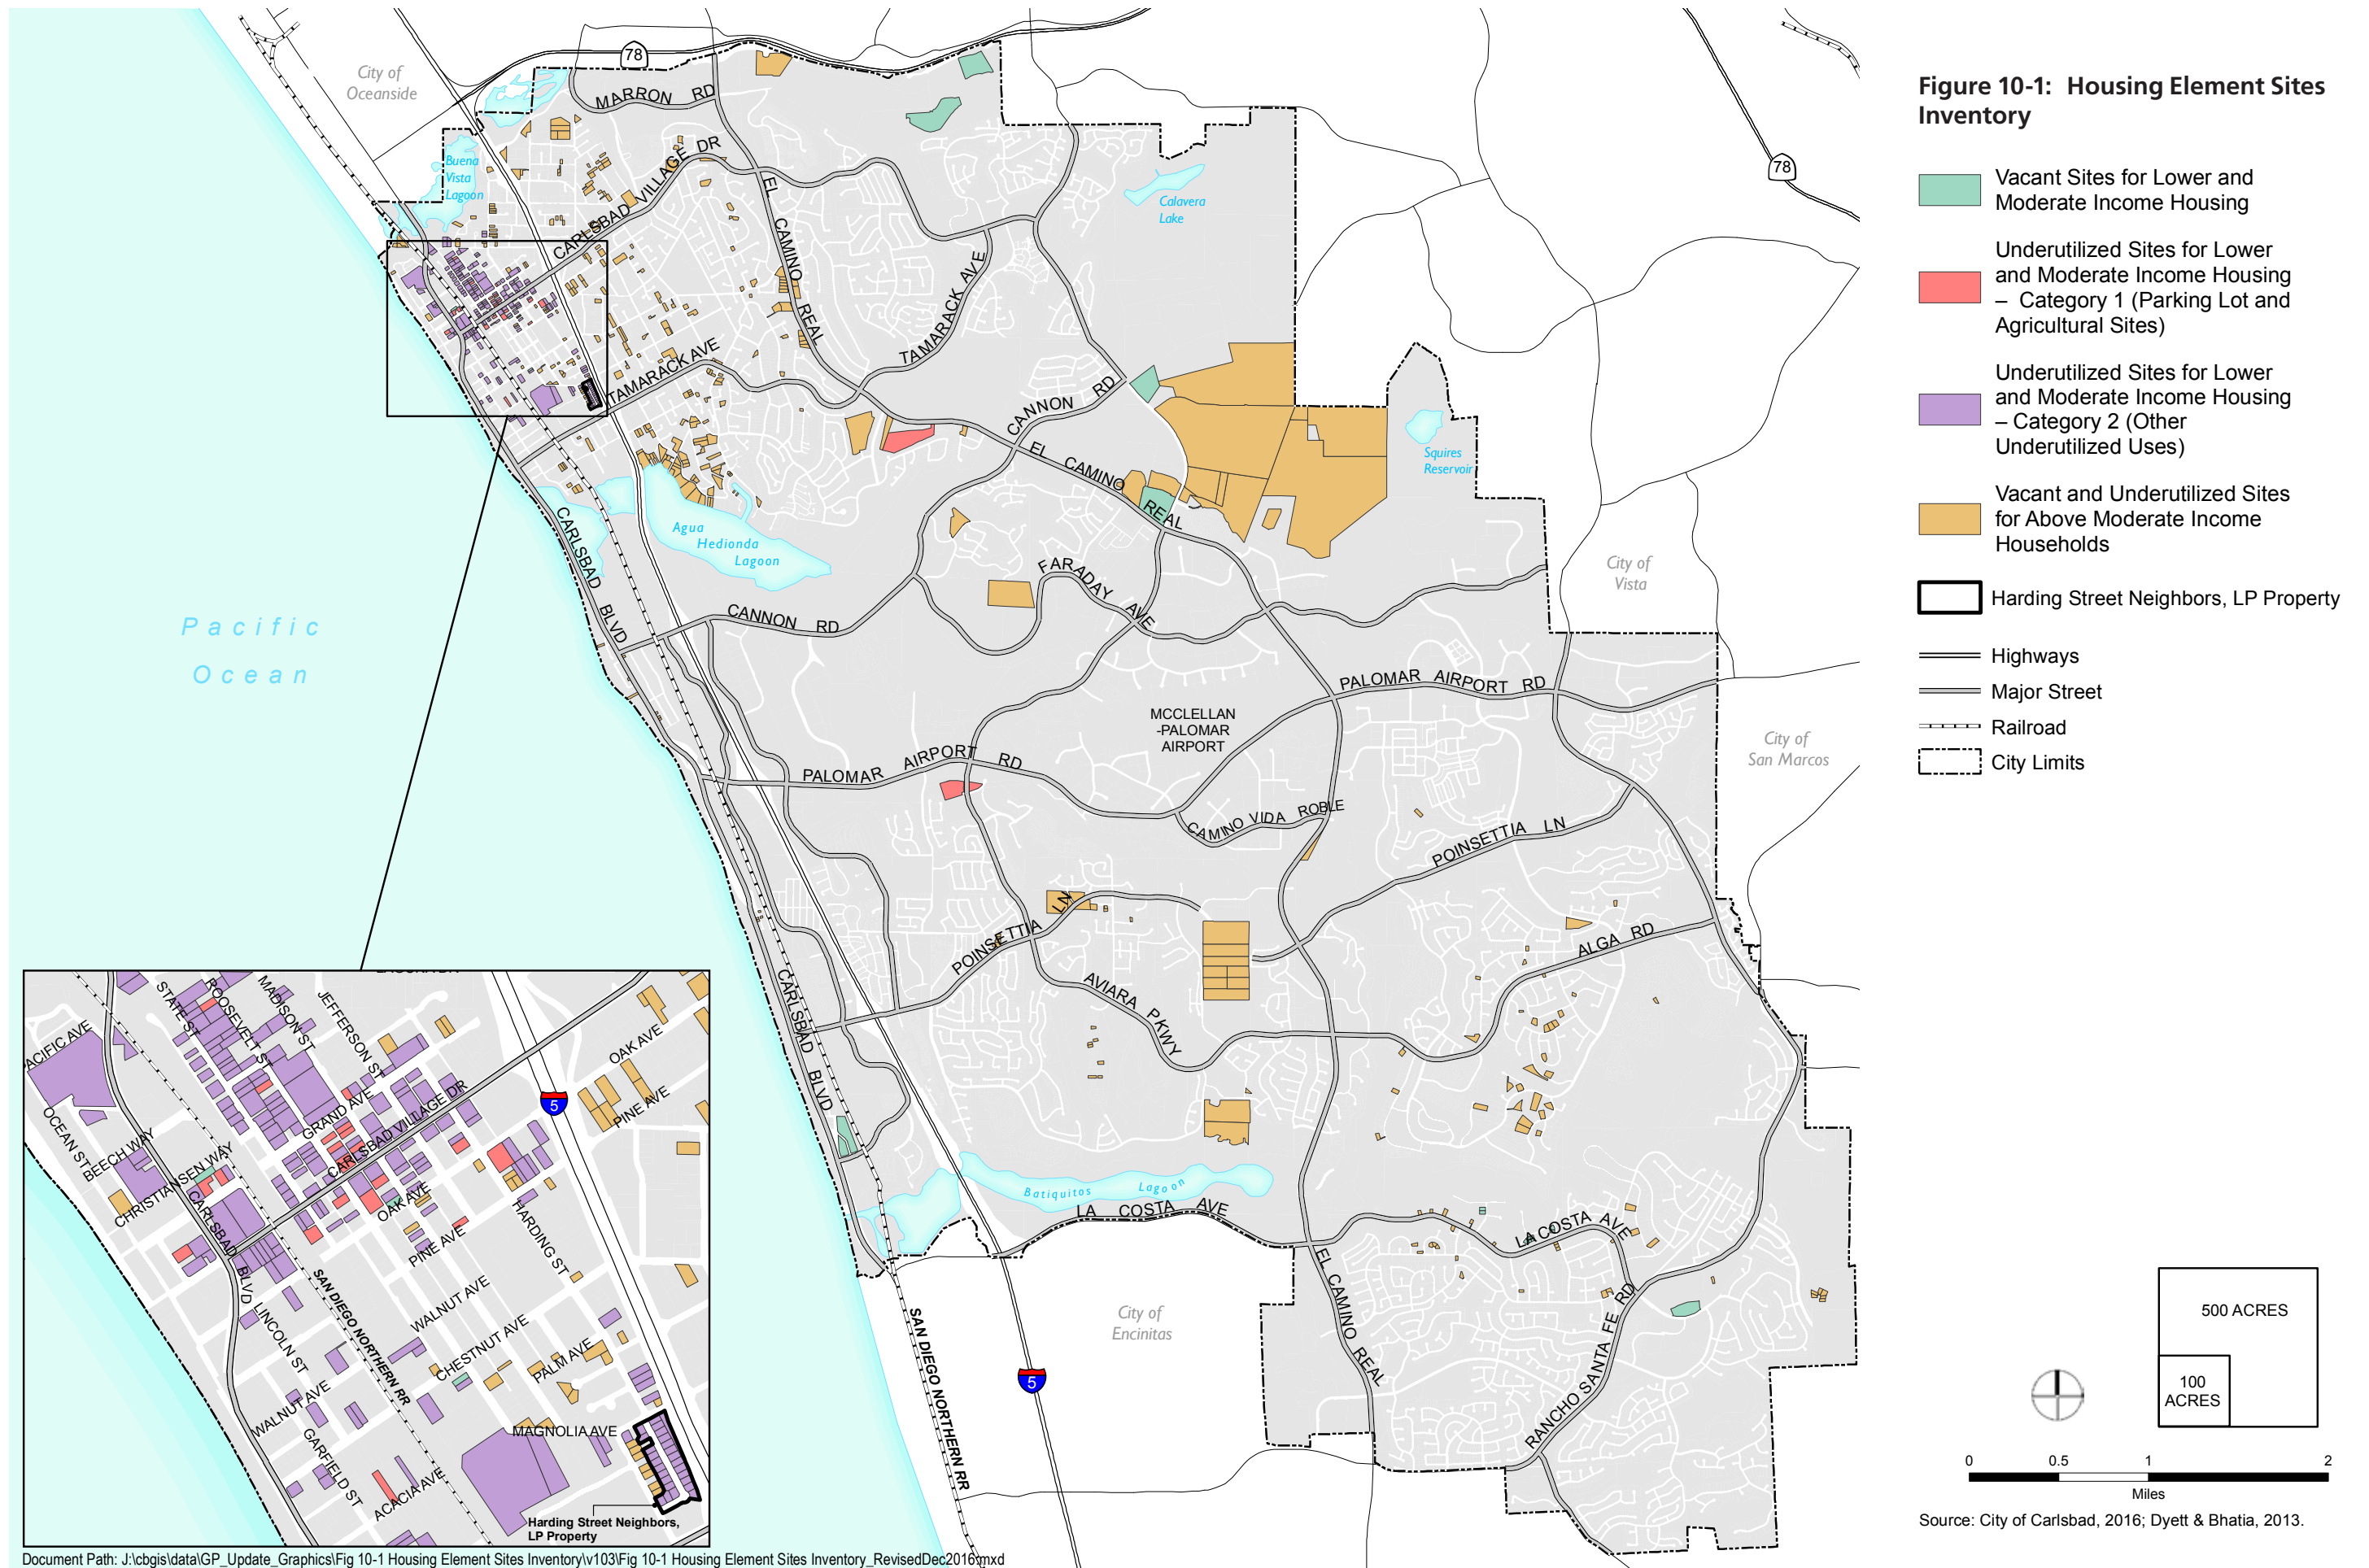 City of
Oceanside
78
MARRON RD
Buena
Vista
Lagoon
CARLSBAD VILLAGE DR
EL CAMINO REAL
TAMARACK AVE
TAMARACK AVE
Calavera
Lake
78
CANNON RD
EL CAMINO REAL
Squires
Reservoir
Agua
Hedionda
Lagoon
CARLSBAD BLVD
CANNON RD
FARADAY AVE
City of
Vista
Pacific
Ocean
PALOMAR AIRPORT RD
MCCLELLAN
-PALOMAR
AIRPORT
City of
San Marcos
PALOMAR AIRPORT RD
CAMINO VIDA ROBLE
POINSETTIA LN
POINSETTIA LN
ALGA RD
AVIARA PKWY
CARLSBAD BLVD
Batiquitos Lagoon
LA COSTA AVE
LA COSTA AVE
EL CAMINO REAL
RANCHO SANTA FE RD
City of
Encinitas
5
SAN DIEGO NORTHERN RR
PACIFIC AVE
STATE ST
ROOSEVELT ST
MADISON ST
JEFFERSON ST
OAK AVE
PINE AVE
5
OCEAN ST
BEECH WAY
CHRISTIANSEN WAY
GRAND AVE
CARLSBAD VILLAGE DR
OAK AVE
PINE AVE
HARDING ST
CARLSBAD BLVD
SAN DIEGO NORTHERN RR
LINCOLN ST
WALNUT AVE
CHESTNUT AVE
PALM AVE
WALNUT AVE
MAGNOLIA AVE
GARFIELD ST
ACACIA AVE
Harding Street Neighbors,
LP Property
Document Path: J:\cbgis\data\GP_Update_Graphics\Fig 10-1 Housing Element Sites Inventory\v103\Fig 10-1 Housing Element Sites Inventory_RevisedDec2016.mxd
Figure 10-1: Housing Element Sites
Inventory
Vacant Sites for Lower and
Moderate Income Housing
Underutilized Sites for Lower
and Moderate Income Housing
– Category 1 (Parking Lot and
Agricultural Sites)
Underutilized Sites for Lower
and Moderate Income Housing
– Category 2 (Other
Underutilized Uses)
Vacant and Underutilized Sites
for Above Moderate Income
Households
Harding Street Neighbors, LP Property
Highways
Major Street
Railroad
City Limits
500 ACRES
100
ACRES
0 0.5 1 2
Miles
Source: City of Carlsbad, 2016; Dyett & Bhatia, 2013.